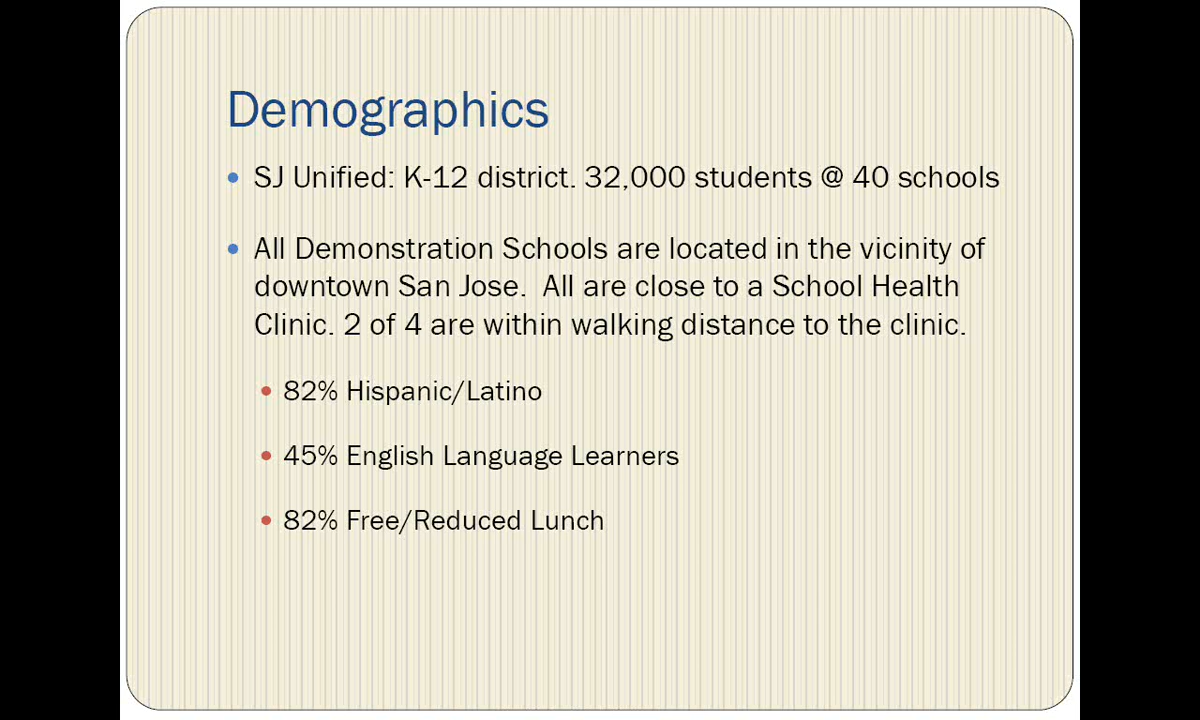 Demographics
• SJ Unified: K-12 district. 32,000 students @ 40 schools
• All Demonstration Schools are located in the vicinity of
downtown San Jose.  All are close to a School Health
Clinic. 2 of 4 are within walking distance to the clinic.
• 82% Hispanic/Latino
• 45% English Language Learners
• 82% Free/Reduced Lunch